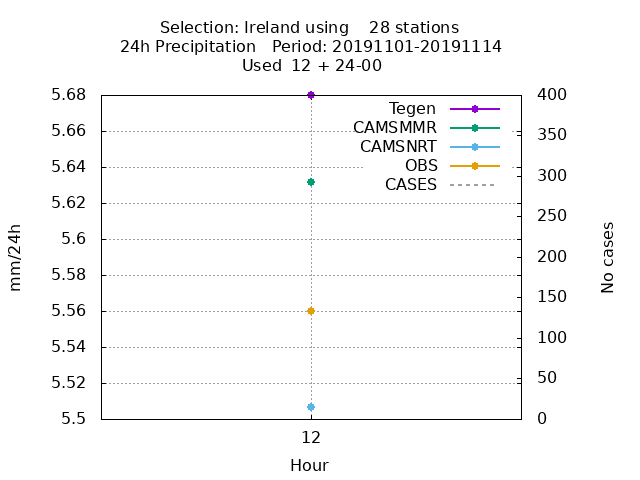 Selection: Ireland using    28 stations
24h Precipitation   Period: 20191101-20191114
Used  12 + 24-00
5.68
5.66
5.64
5.62
5.6
5.58
5.56
5.54
5.52
5.5
mm/24h
Tegen
CAMSMMR
CAMSNRT
OBS
CASES
400
350
300
250
200
150
100
50
0
No cases
12
Hour